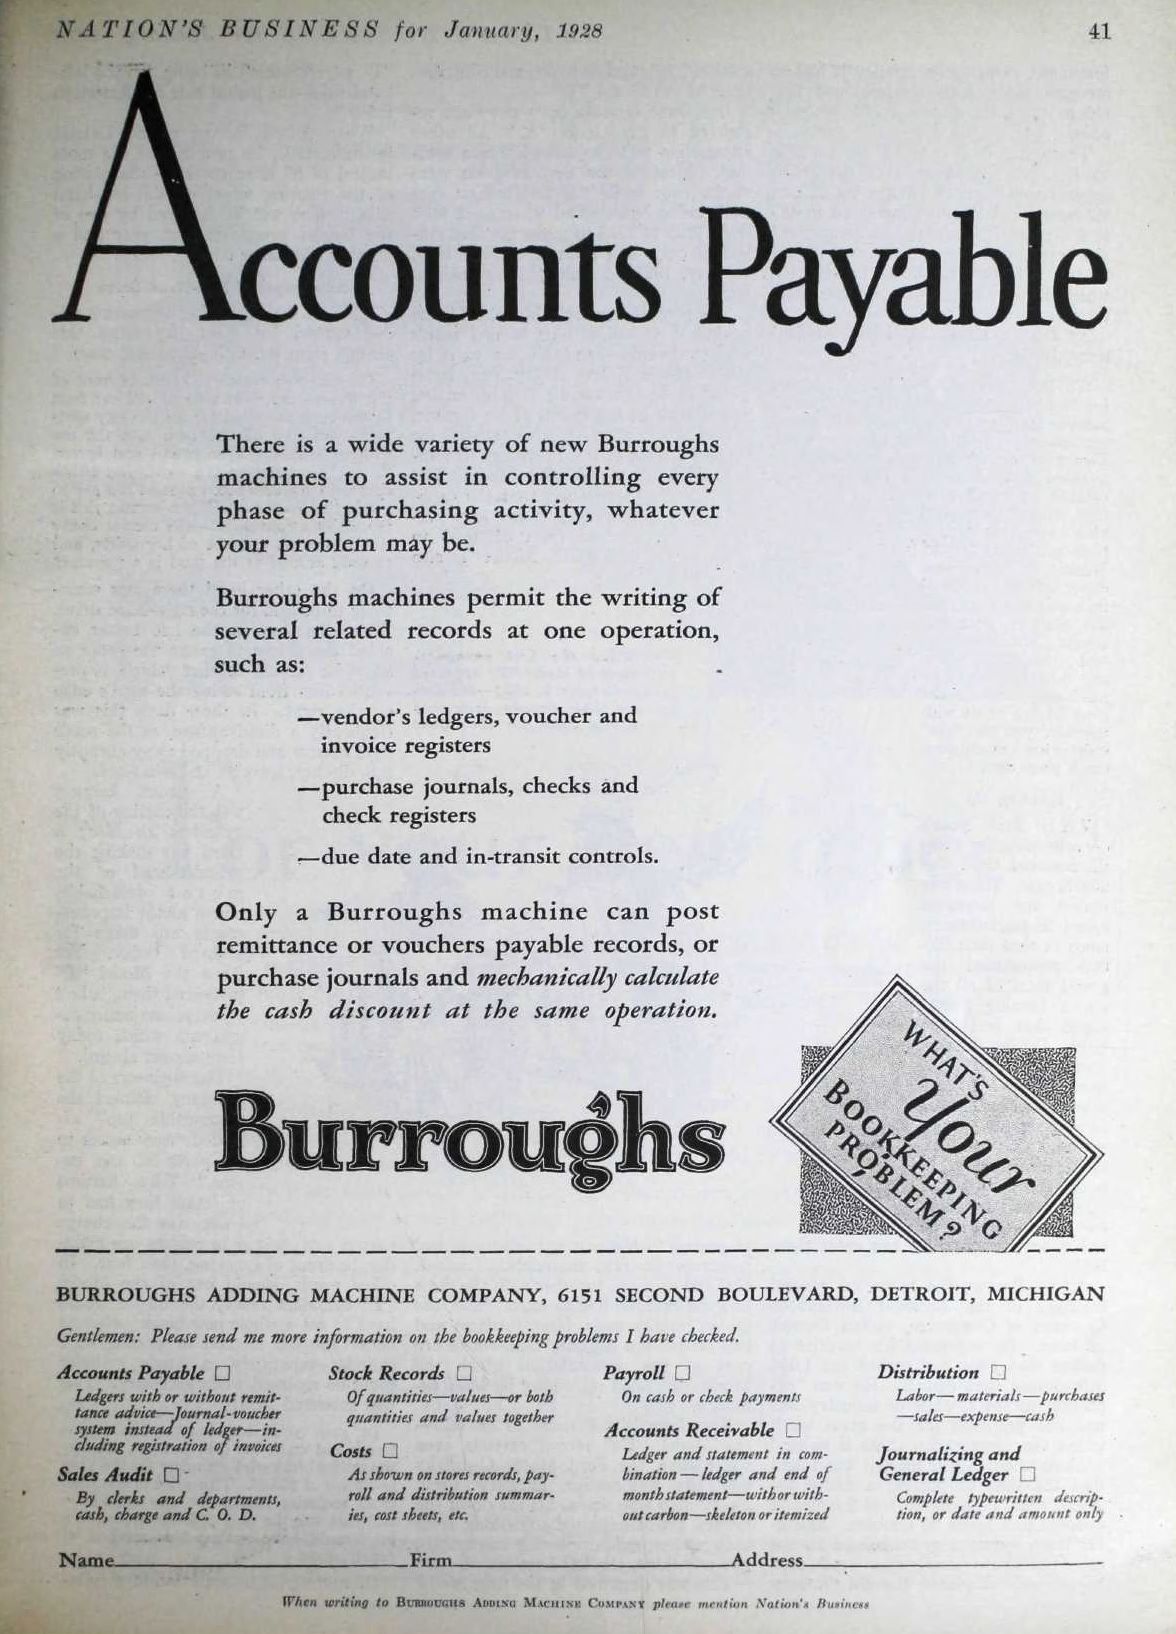 NATION'S BUSINESS for January, 1928
41
Accounts Payable
There is a wide variety of new Burroughs
machines to assist in controlling every
phase of purchasing activity, whatever
your problem may be.
Burroughs machines permit the writing of
several related records at one operation,
such as:
—vendor's ledgers, voucher and
invoice registers
—purchase journals, checks and
check registers
—due date and in-transit controls.
Only a Burroughs machine can post
remittance or vouchers payable records, or
purchase journals and mechanically calculate
the cash discount at the same operation.
Burroughs
WHAT'S
Your
BOOKKEEPING
PROBLEM?
BURROUGHS ADDING MACHINE COMPANY, 6151 SECOND BOULEVARD, DETROIT, MICHIGAN
Gentlemen: Please send me more information on the bookkeeping problems I have checked.
Accounts Payable □
Ledgers with or without remit-
tance advice—Journal-voucher
system instead of ledger—in-
cluding registration of invoices
Sales Audit □
By clerks and departments,
cash, charge and C. O. D.
Stock Records □
Of quantities—values—or both
quantities and values together
Costs □
As shown on stores records, pay-
roll and distribution summar-
ies, cost sheets, etc.
Payroll □
On cash or check payments
Accounts Receivable □
Ledger and statement in com-
bination—ledger and end of
month statement—with or with-
out carbon—skeleton or itemized
Distribution □
Labor—materials—purchases
—sales—expense—cash
Journalizing and
General Ledger □
Complete typewritten descrip-
tion, or date and amount only
Name Firm Address
When writing to BURROUGHS ADDING MACHINE COMPANY please mention Nation's Business